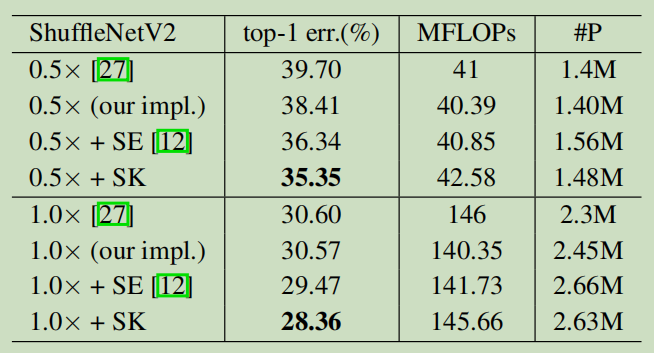 ShuffleNetV2 top-1 err.(%) MFLOPs #P
0.5× [27] 39.70 41 1.4M
0.5× (our impl.) 38.41 40.39 1.40M
0.5× + SE [12] 36.34 40.85 1.56M
0.5× + SK 35.35 42.58 1.48M
1.0× [27] 30.60 146 2.3M
1.0× (our impl.) 30.57 140.35 2.45M
1.0× + SE [12] 29.47 141.73 2.66M
1.0× + SK 28.36 145.66 2.63M